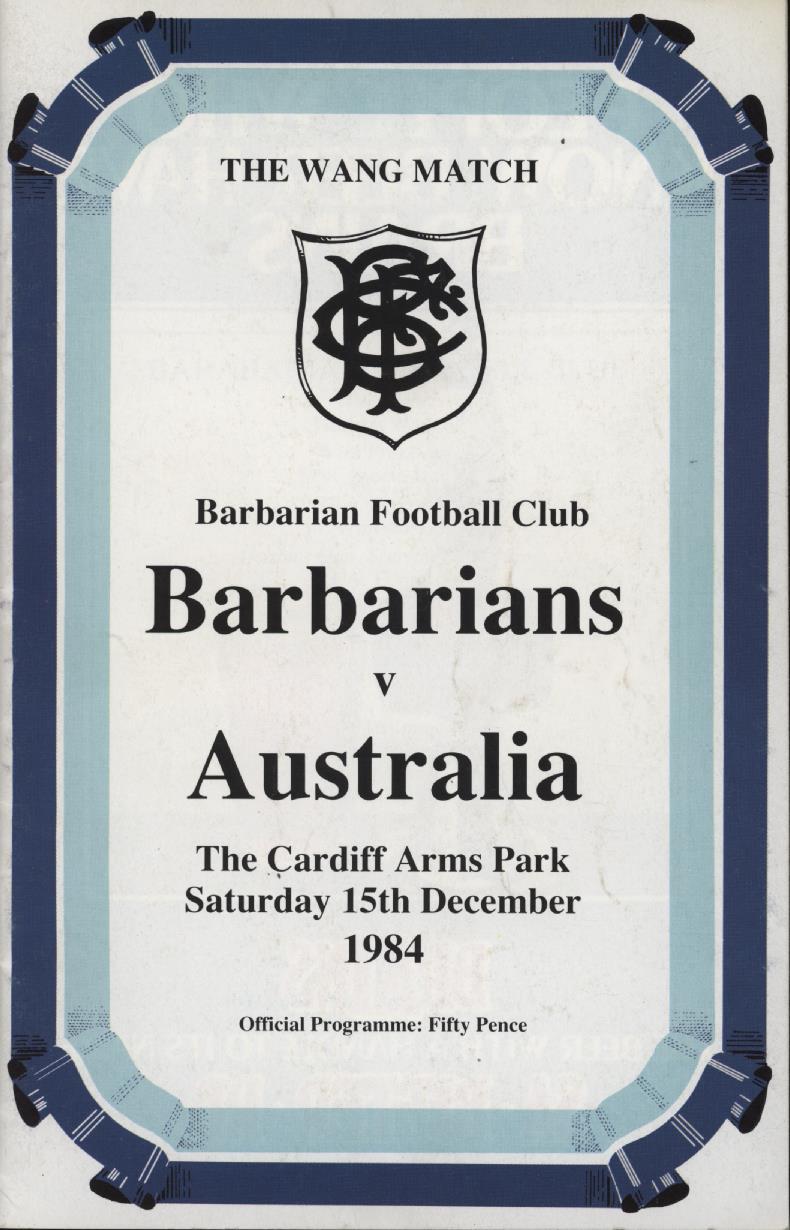 THE WANG MATCH
BFC
Barbarian Football Club
Barbarians
v
Australia
The Cardiff Arms Park
Saturday 15th December
1984
Official Programme: Fifty Pence